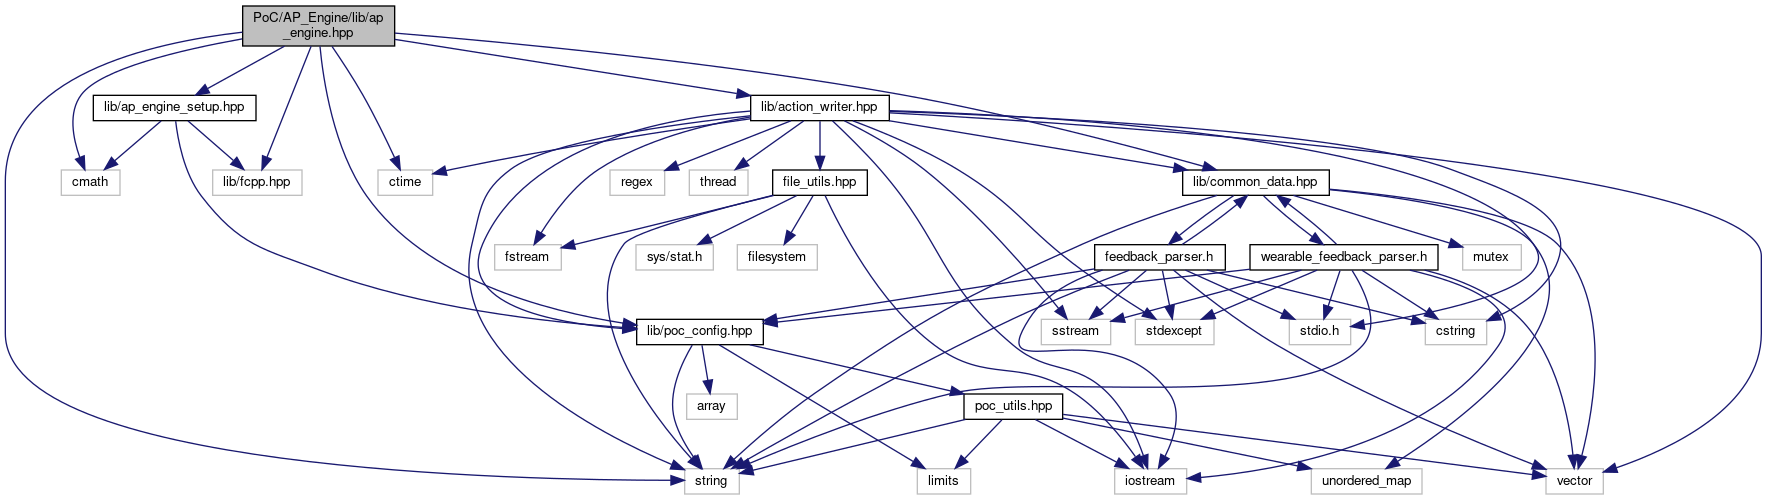 PoC/AP_Engine/lib/ap
_engine.hpp
lib/ap_engine_setup.hpp
lib/action_writer.hpp
cmath
lib/fcpp.hpp
ctime
regex
thread
file_utils.hpp
lib/common_data.hpp
fstream
sys/stat.h
filesystem
feedback_parser.h
wearable_feedback_parser.h
mutex
lib/poc_config.hpp
sstream
stdexcept
stdio.h
cstring
array
poc_utils.hpp
string
limits
iostream
unordered_map
vector